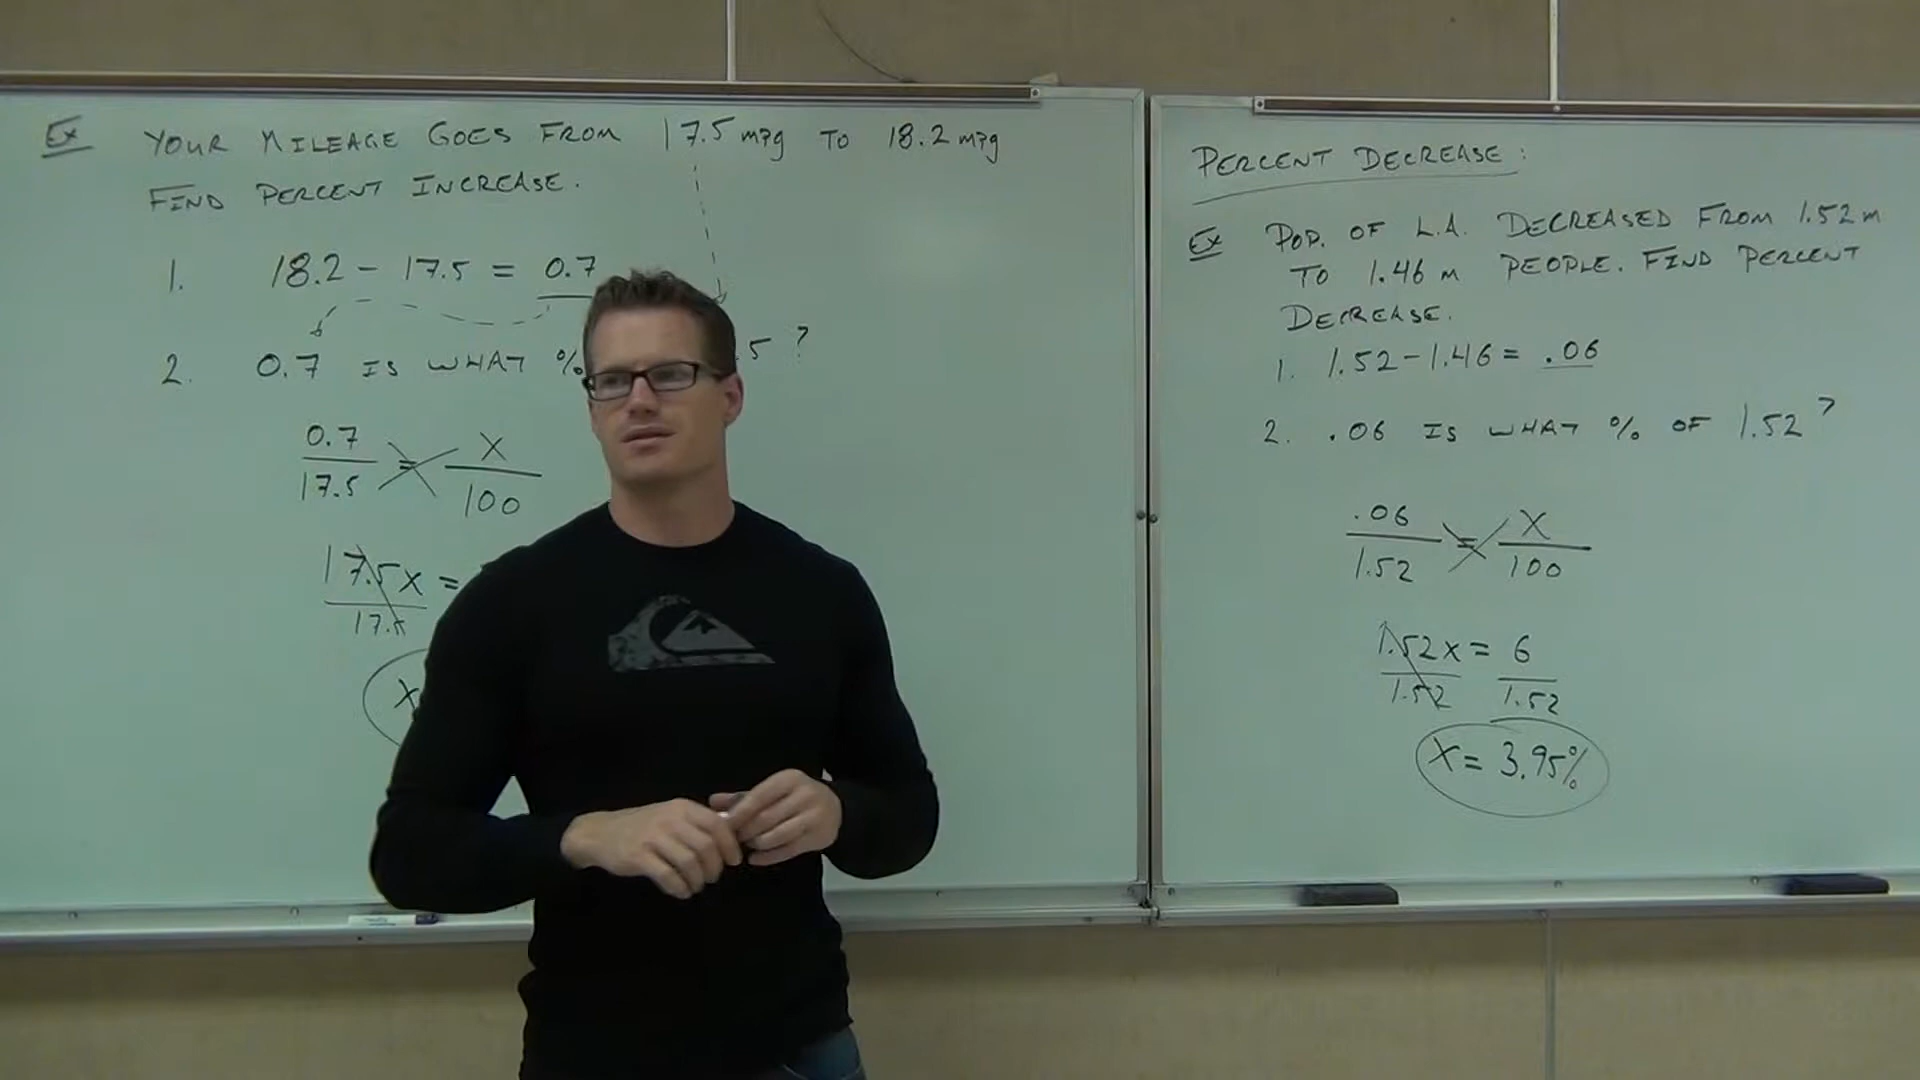 Ex YOUR MILEAGE GOES FROM 17.5 mpg TO 18.2 mpg
FIND PERCENT INCREASE.
1. 18.2 - 17.5 = 0.7
2. 0.7 IS WHAT % .5 ?
0.7 = X
17.5 100
17.5x =
17.5
X
PERCENT DECREASE:
Ex POP. OF L.A. DECREASED FROM 1.52 m
TO 1.46 m PEOPLE. FIND PERCENT
DECREASE.
1. 1.52 - 1.46 = .06
2. .06 IS WHAT % OF 1.52 ?
.06 = X
1.52 100
1.52x = 6
1.52 1.52
X = 3.95%